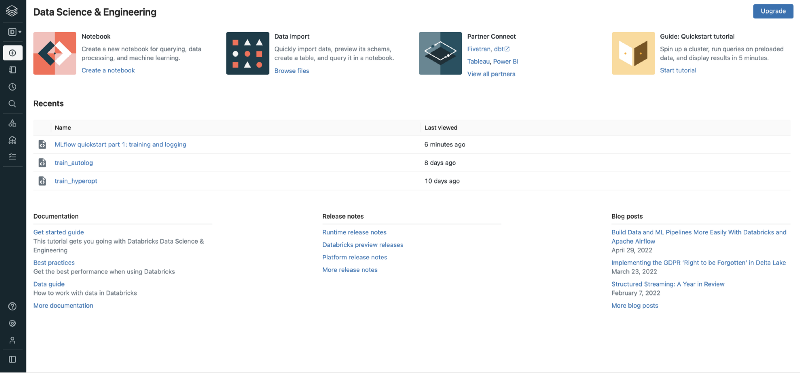 Data Science & Engineering
Upgrade
Notebook
Create a new notebook for querying, data
processing, and machine learning.
Create a notebook
Data import
Quickly import data, preview its schema,
create a table, and query it in a notebook.
Browse files
Partner Connect
Fivetran, dbt
Tableau, Power BI
View all partners
Guide: Quickstart tutorial
Spin up a cluster, run queries on preloaded
data, and display results in 5 minutes.
Start tutorial
Recents
Name Last viewed
MLflow quickstart part 1: training and logging 6 minutes ago
train_autolog 8 days ago
train_hyperopt 10 days ago
Documentation
Get started guide
This tutorial gets you going with Databricks Data Science &
Engineering
Best practices
Get the best performance when using Databricks
Data guide
How to work with data in Databricks
More documentation
Release notes
Runtime release notes
Databricks preview releases
Platform release notes
More release notes
Blog posts
Build Data and ML Pipelines More Easily With Databricks and
Apache Airflow
April 29, 2022
Implementing the GDPR 'Right to be Forgotten' in Delta Lake
March 23, 2022
Structured Streaming: A Year in Review
February 7, 2022
More blog posts